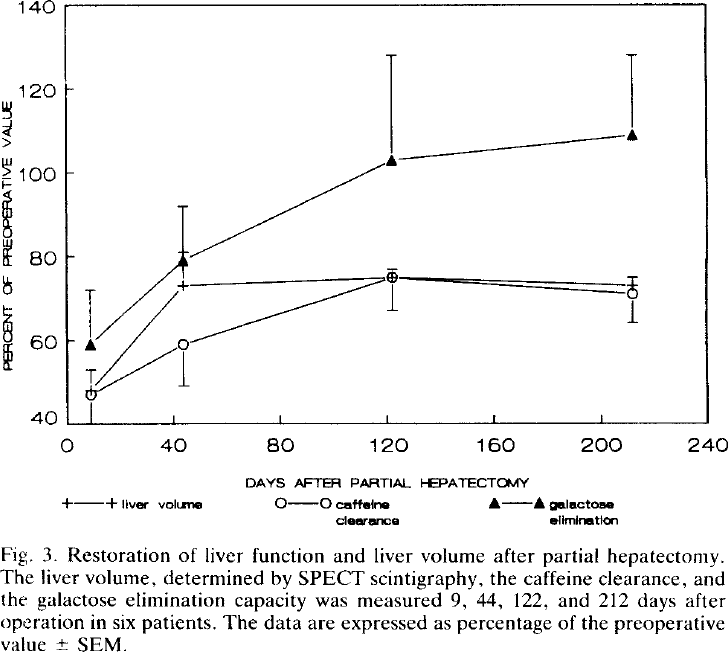 140
120
100
80
60
40
PERCENT OF PREOPERATIVE VALUE
0 40 80 120 160 200 240
DAYS AFTER PARTIAL HEPATECTOMY
+——+ liver volume O——O caffeine clearance ▲——▲ galactose elimination
Fig. 3. Restoration of liver function and liver volume after partial hepatectomy.
The liver volume, determined by SPECT scintigraphy, the caffeine clearance, and
the galactose elimination capacity was measured 9, 44, 122, and 212 days after
operation in six patients. The data are expressed as percentage of the preoperative
value ± SEM.